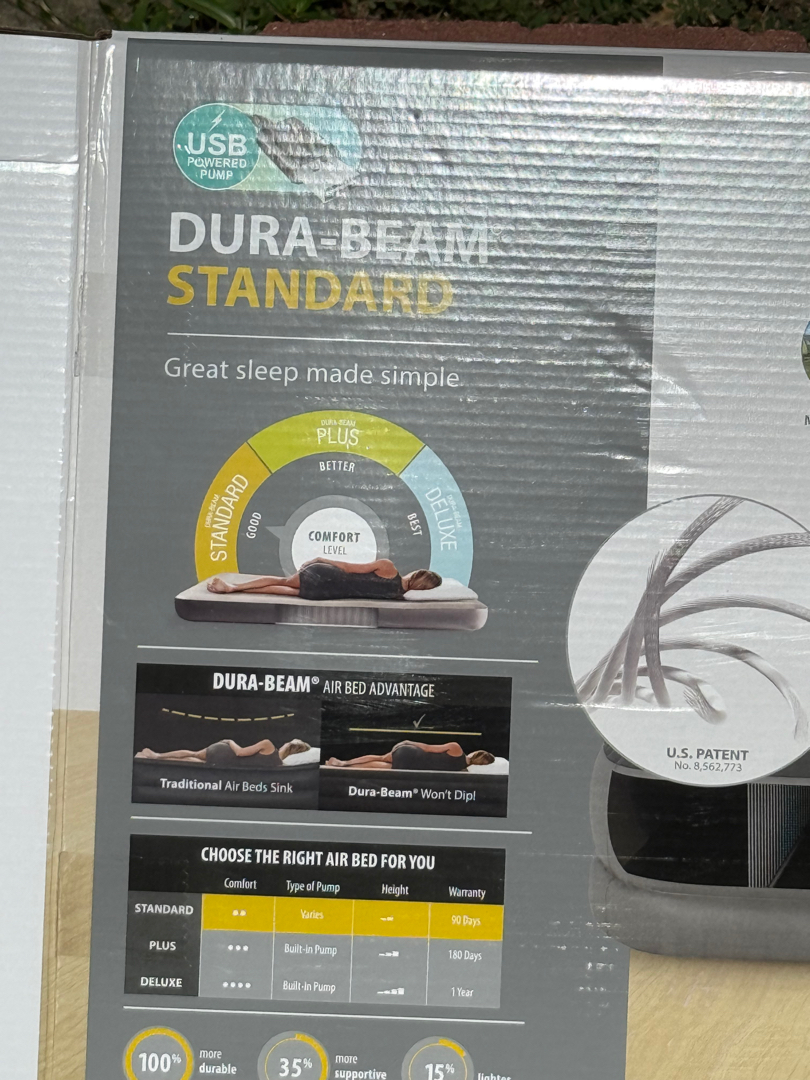 USB
POWERED
PUMP
DURA-BEAM®
STANDARD
Great sleep made simple
DURA-BEAM
PLUS
BETTER
DURA-BEAM
STANDARD
GOOD
DURA-BEAM
DELUXE
BEST
COMFORT
LEVEL
DURA-BEAM® AIR BED ADVANTAGE
Traditional Air Beds Sink
Dura-Beam® Won't Dip!
U.S. PATENT
No. 8,562,773
CHOOSE THE RIGHT AIR BED FOR YOU
Comfort Type of Pump Height Warranty
STANDARD Varies 90 Days
PLUS Built-in Pump 180 Days
DELUXE Built-In Pump 1 Year
100% more
durable
35% more
supportive
15% lighter